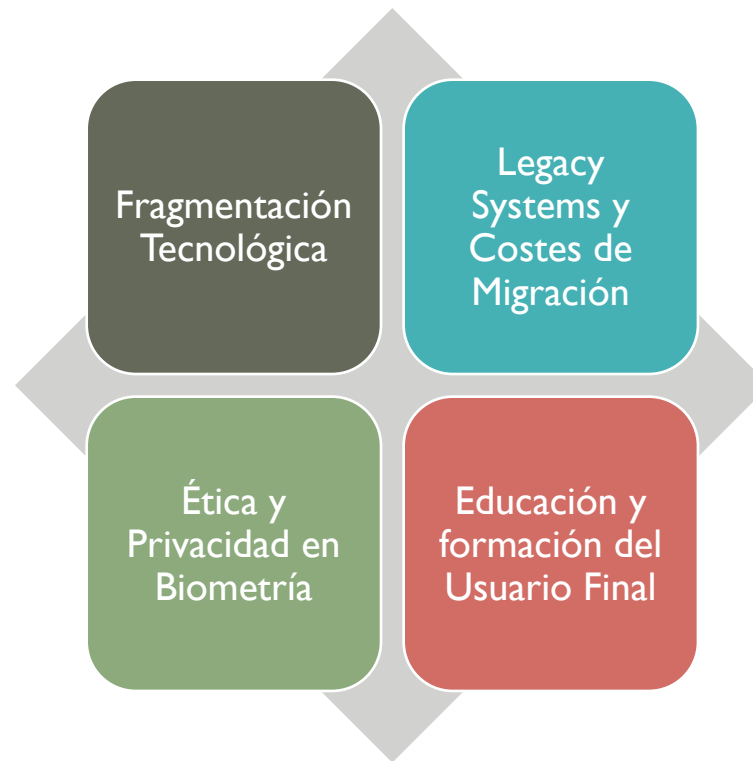 Fragmentación
Tecnológica
Legacy
Systems y
Costes de
Migración
Ética y
Privacidad en
Biometría
Educación y
formación del
Usuario Final